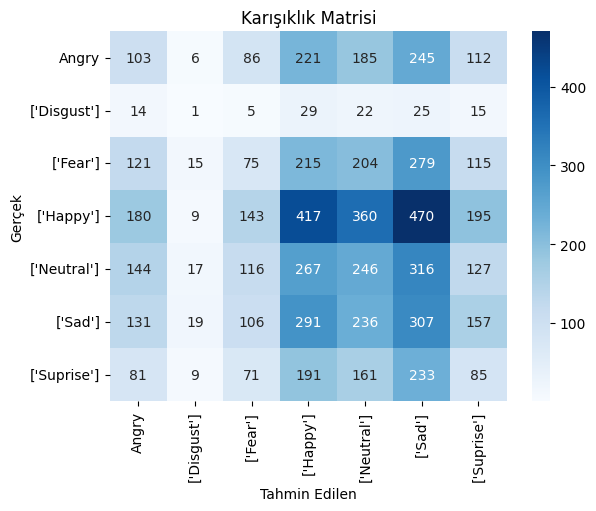 Karışıklık Matrisi
Angry 103 6 86 221 185 245 112
['Disgust'] 14 1 5 29 22 25 15
['Fear'] 121 15 75 215 204 279 115
['Happy'] 180 9 143 417 360 470 195
['Neutral'] 144 17 116 267 246 316 127
['Sad'] 131 19 106 291 236 307 157
['Suprise'] 81 9 71 191 161 233 85
Gerçek
Angry ['Disgust'] ['Fear'] ['Happy'] ['Neutral'] ['Sad'] ['Suprise']
Tahmin Edilen
400
300
200
100